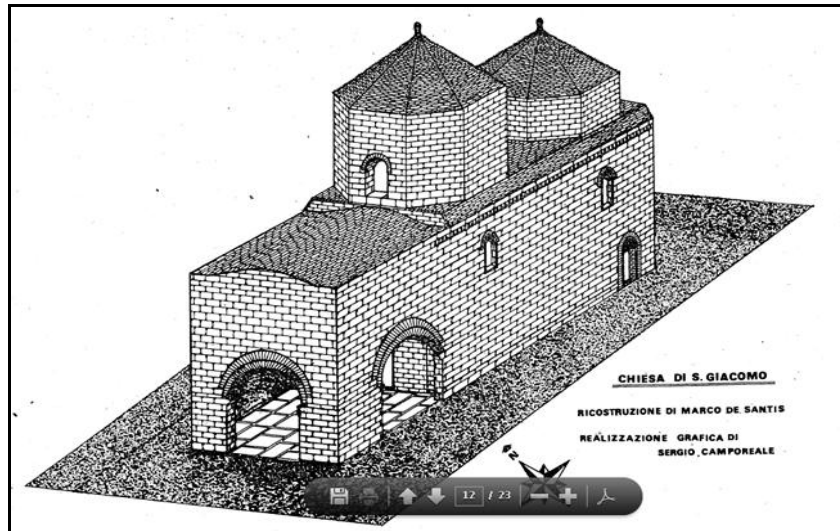 CHIESA DI S. GIACOMO
RICOSTRUZIONE DI MARCO DE SANTIS
REALIZZAZIONE GRAFICA DI
SERGIO CAMPOREALE
N
12 / 23